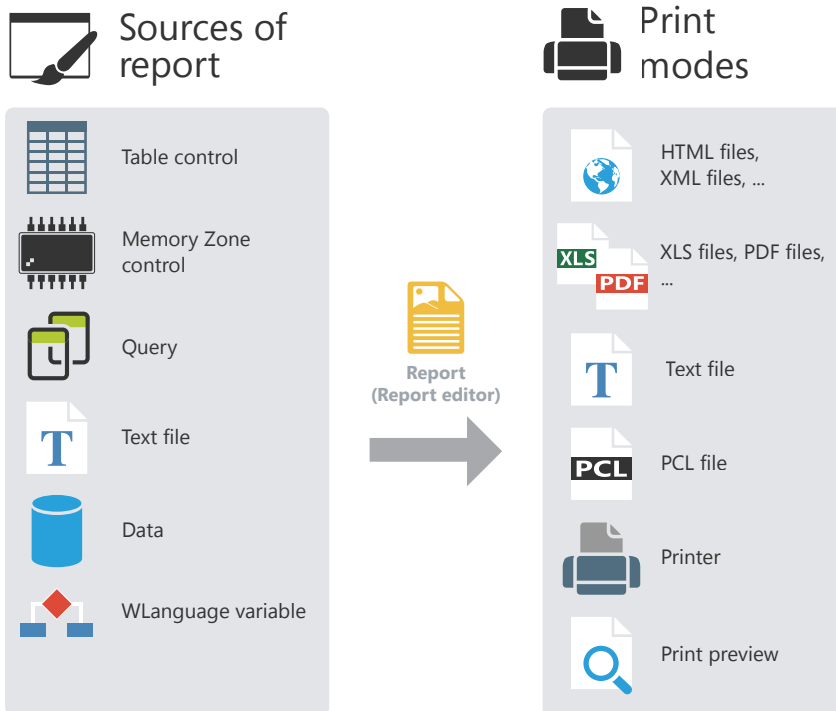 Sources of
report
Table control
Memory Zone
control
Query
T
Text file
Data
WLanguage variable
Report
(Report editor)
Print
modes
HTML files,
XML files, ...
XLS
PDF
XLS files, PDF files,
...
T
Text file
PCL
PCL file
Printer
Print preview